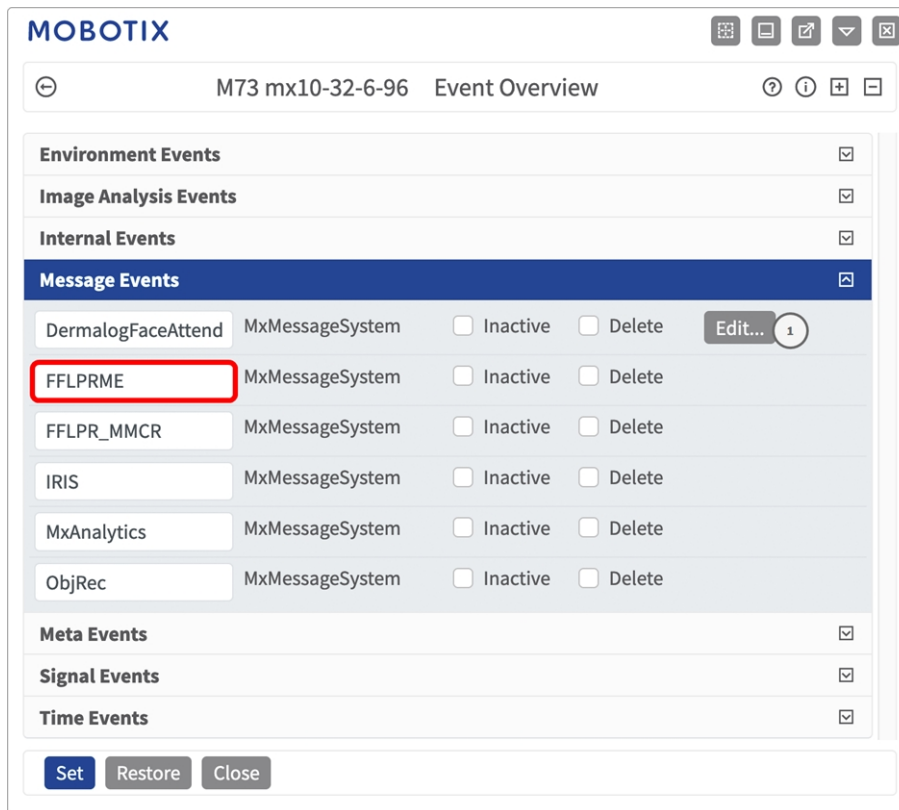 MOBOTIX
M73 mx10-32-6-96 Event Overview
Environment Events
Image Analysis Events
Internal Events
Message Events
DermalogFaceAttend MxMessageSystem Inactive Delete Edit... 1
FFLPRME MxMessageSystem Inactive Delete
FFLPR_MMCR MxMessageSystem Inactive Delete
IRIS MxMessageSystem Inactive Delete
MxAnalytics MxMessageSystem Inactive Delete
ObjRec MxMessageSystem Inactive Delete
Meta Events
Signal Events
Time Events
Set Restore Close